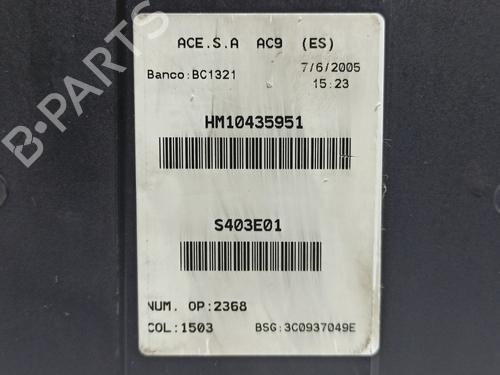 ACE.S.A AC9 (ES)
Banco:BC1321 7/6/2005
15:23
HM10435951
S403E01
NUM. OP:2368
COL:1503 BSG:3C0937049E
B-PARTS